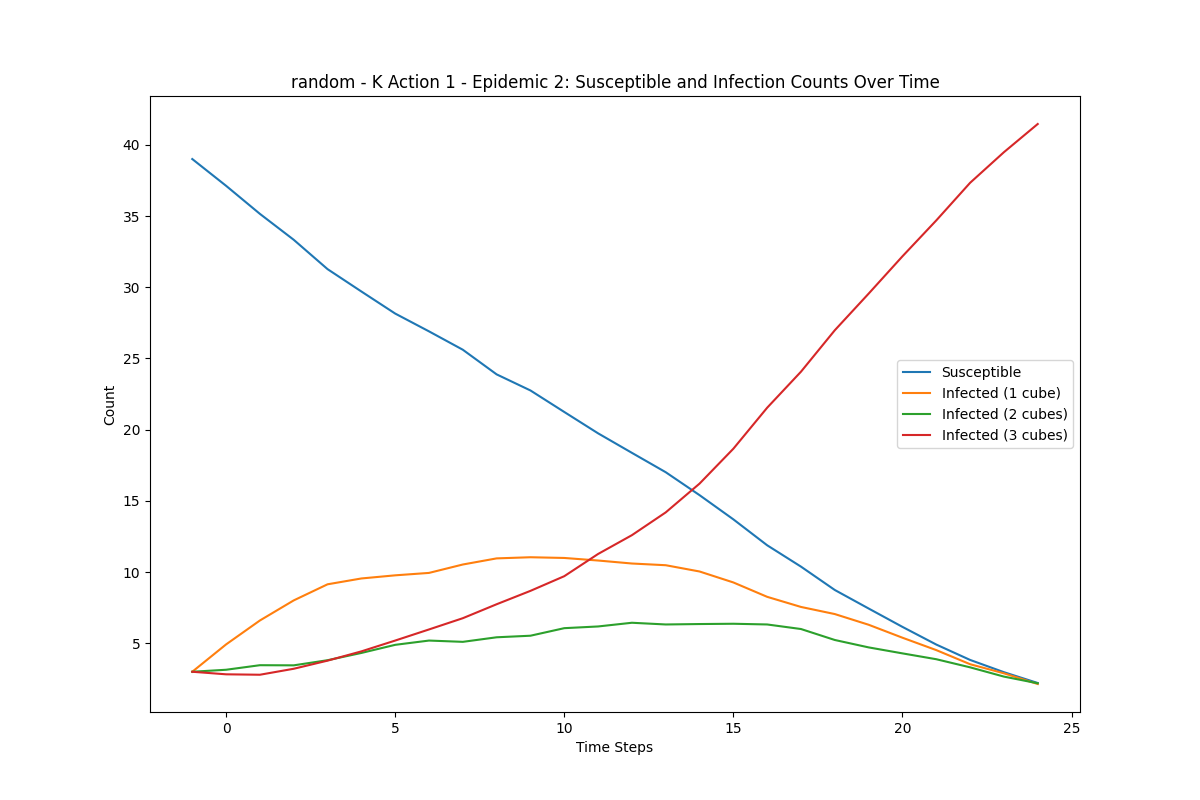 random - K Action 1 - Epidemic 2: Susceptible and Infection Counts Over Time
40
35
30
25
20
15
10
5
Count
Susceptible
Infected (1 cube)
Infected (2 cubes)
Infected (3 cubes)
0
5
10
15
20
25
Time Steps